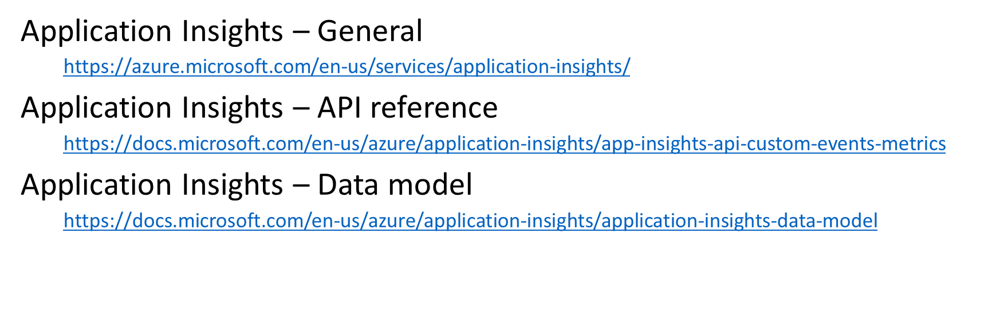 Application Insights – General
https://azure.microsoft.com/en-us/services/application-insights/
Application Insights – API reference
https://docs.microsoft.com/en-us/azure/application-insights/app-insights-api-custom-events-metrics
Application Insights – Data model
https://docs.microsoft.com/en-us/azure/application-insights/application-insights-data-model